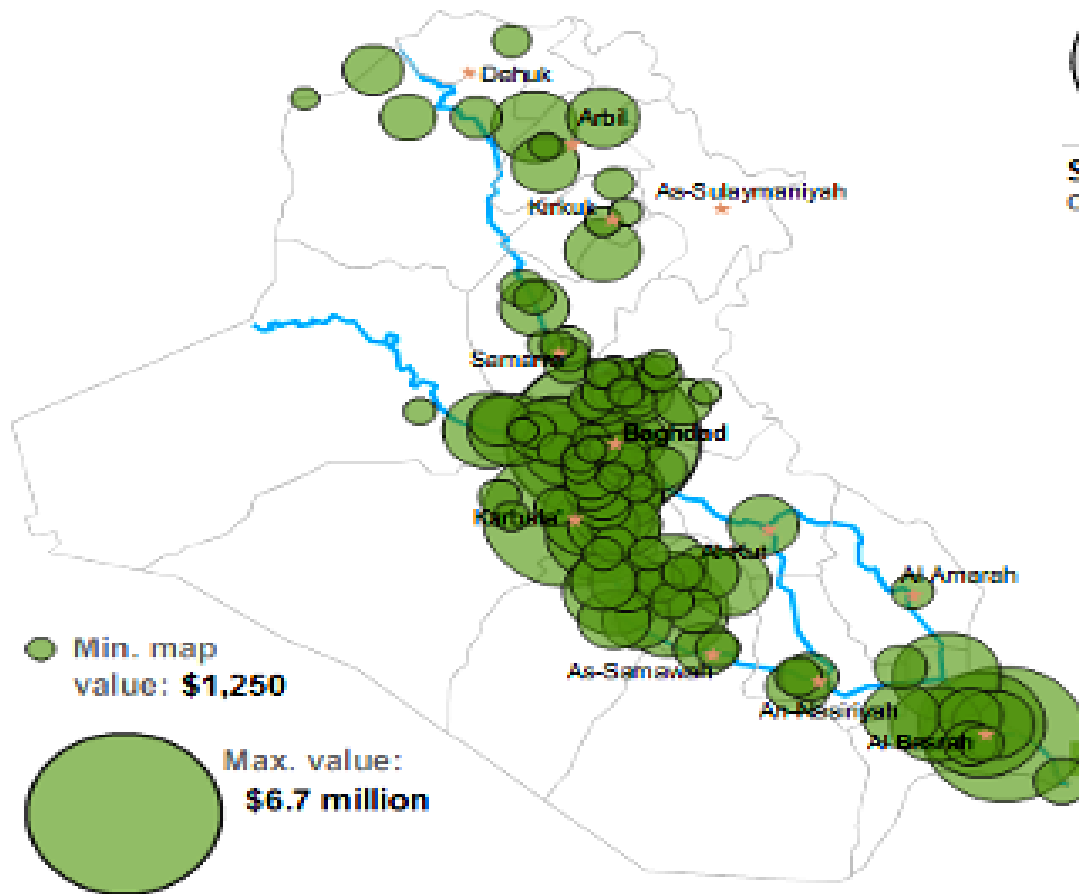 Dahuk
Arbil
As-Sulaymaniyah
Kirkuk
S
Samarra
Baghdad
Karbala'
Al-Kut
Al-Amarah
Min. map
value: $1,250
As-Samawah
An-Nasiriyah
Al-Basrah
Max. value:
$6.7 million